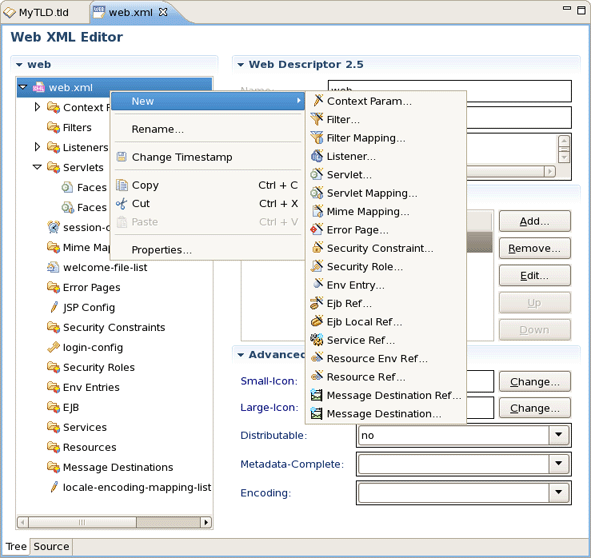 MyTLD.tld
web.xml
Web XML Editor
web
web.xml
Context
Filters
Listeners
Servlets
Faces
Faces
Mime
welcome-file-list
Error Pages
JSP Config
Security Constraints
login-config
Security Roles
Env Entries
EJB
Services
Resources
Message Destinations
locale-encoding-mapping-list
New
Rename...
Change Timestamp
Copy Ctrl + C
Cut Ctrl + X
Paste Ctrl + V
Properties...
Context Param...
Filter...
Filter Mapping...
Listener...
Servlet...
Servlet Mapping...
Mime Mapping...
Error Page...
Security Constraint...
Security Role...
Env Entry...
Ejb Ref...
Ejb Local Ref...
Service Ref...
Resource Env Ref...
Resource Ref...
Message Destination Ref...
Message Destination...
Web Descriptor 2.5
Name: web
Add...
Remove...
Edit...
Up
Down
Advanced
Small-Icon: Change...
Large-Icon: Change...
Distributable: no
Metadata-Complete:
Encoding:
Tree Source